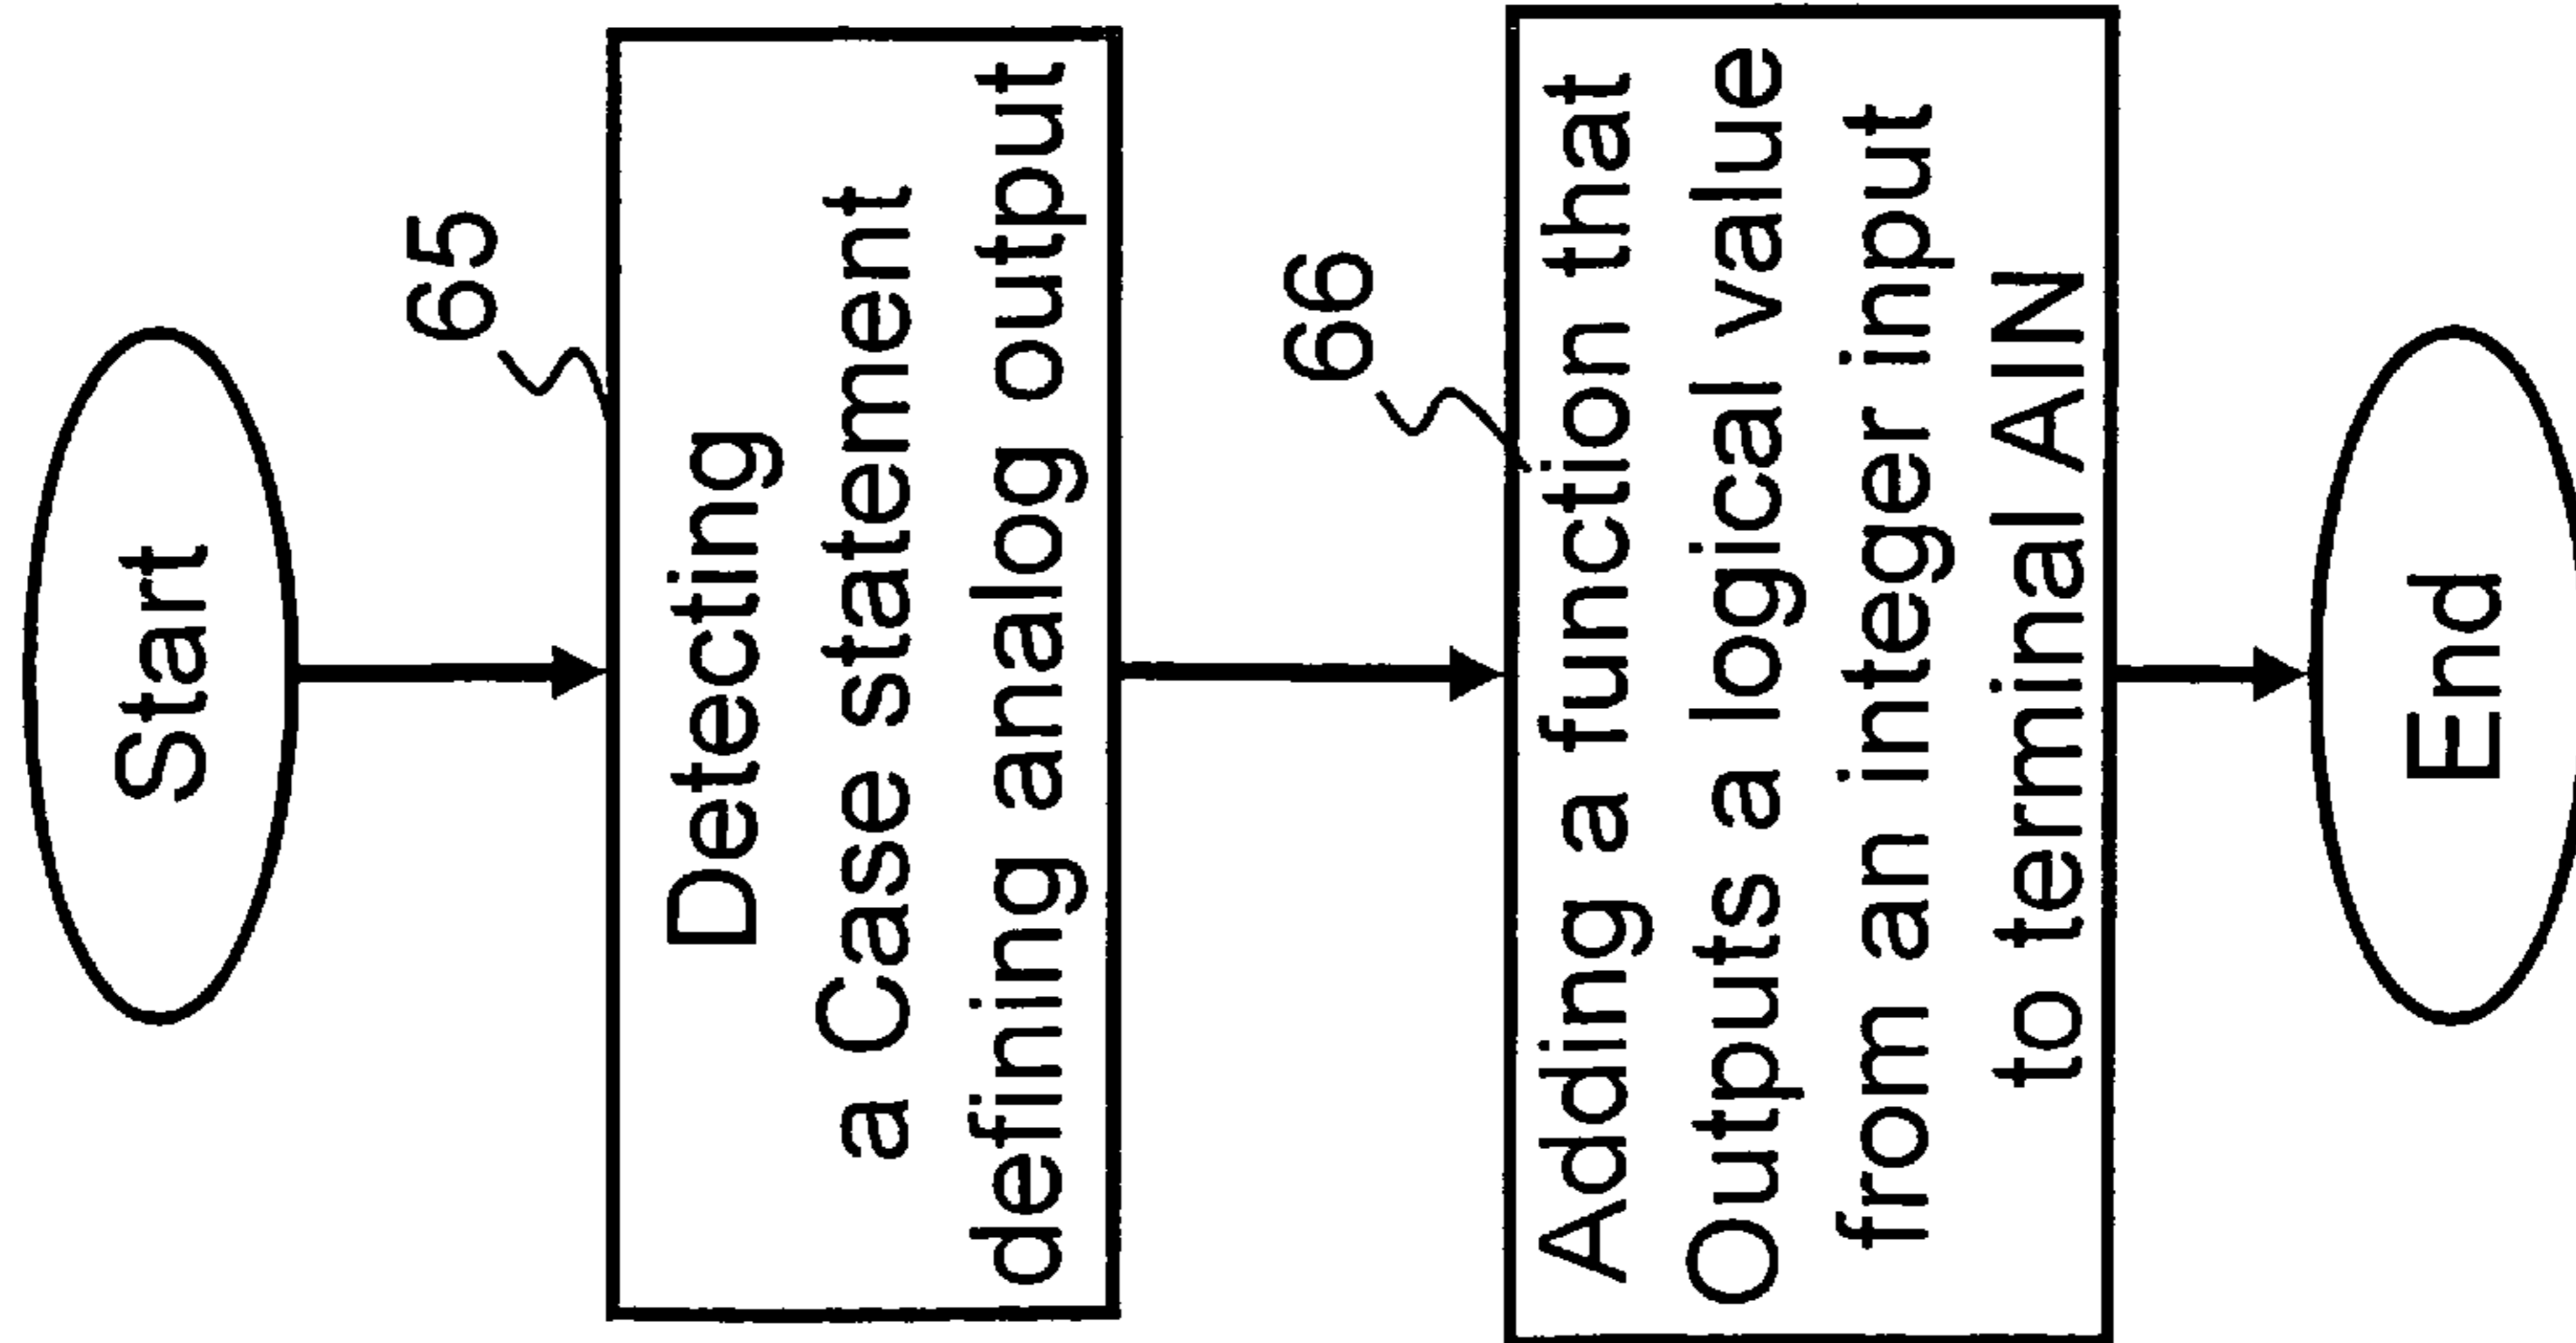 Start
65
Detecting
a Case statement
defining analog output
66
Adding a function that
Outputs a logical value
from an integer input
to terminal AIN
End